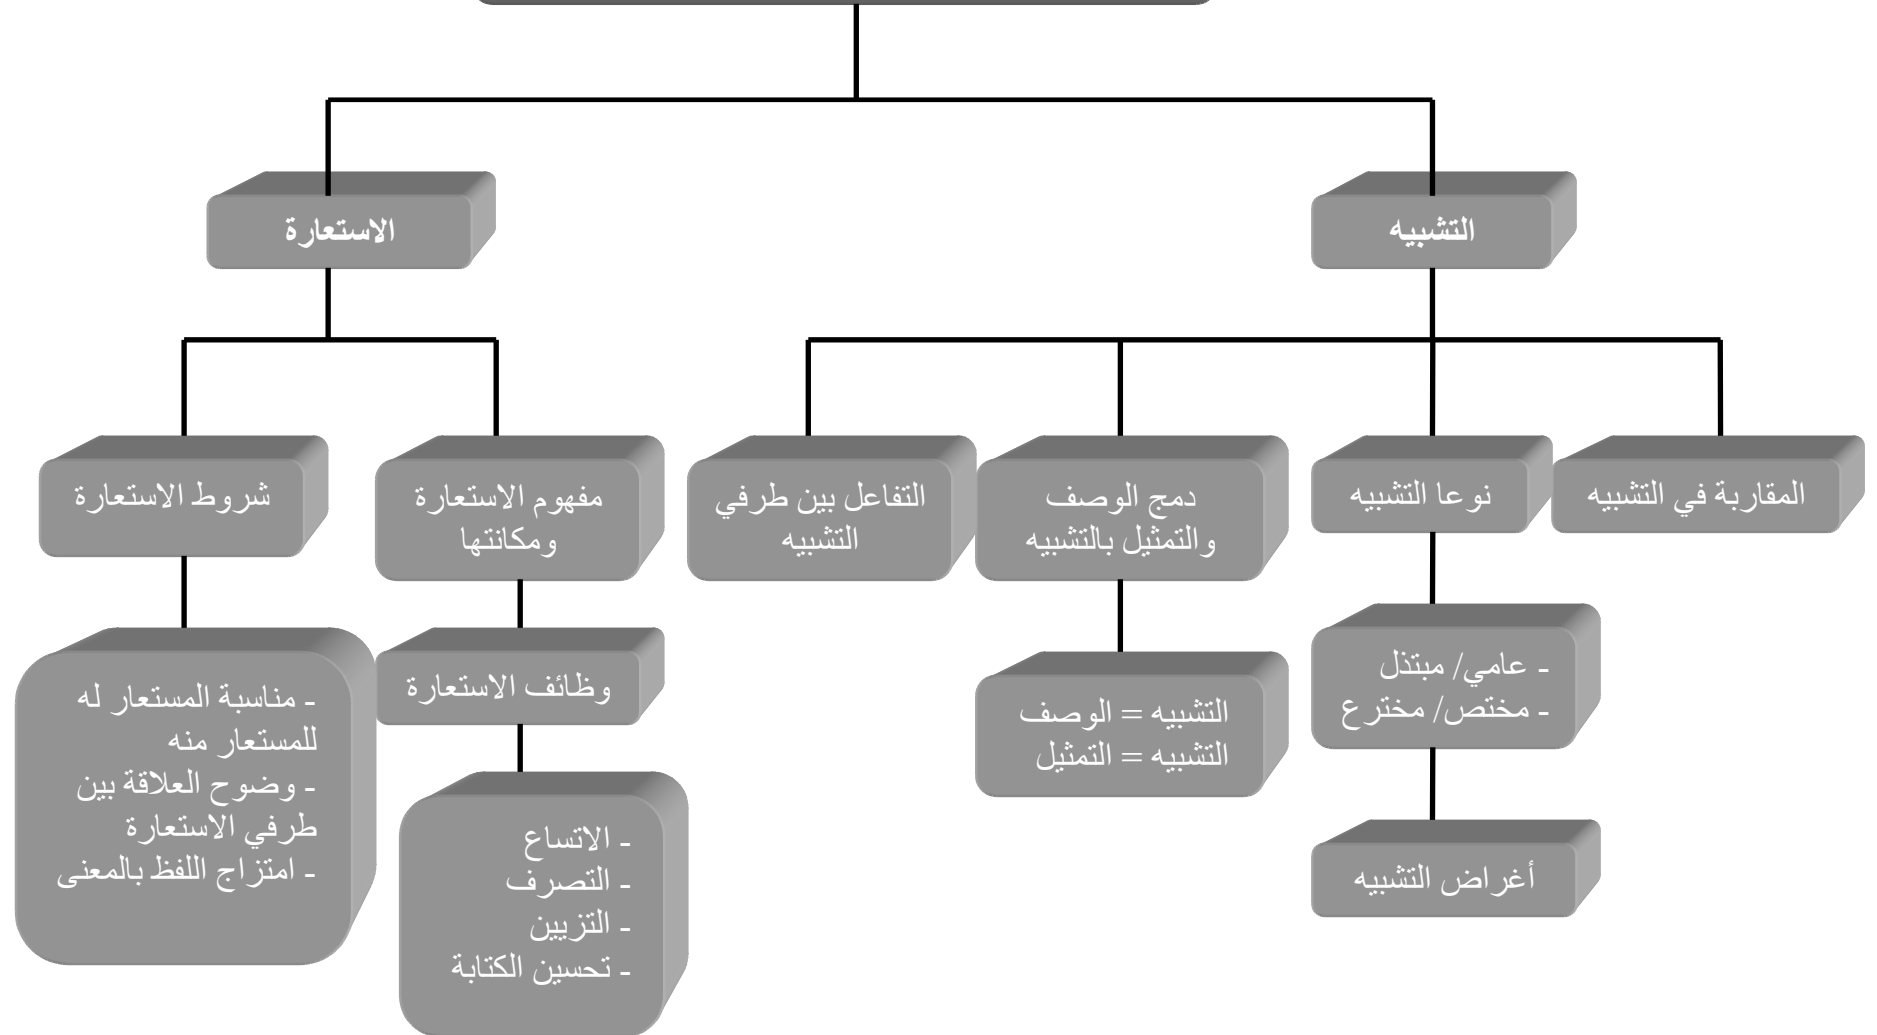 التشبيه
الاستعارة
المقاربة في التشبيه
نوعا التشبيه
دمج الوصف
والتمثيل بالتشبيه
التفاعل بين طرفي
التشبيه
مفهوم الاستعارة
ومكانتها
شروط الاستعارة
- عامي/ مبتذل
- مختص/ مخترع
أغراض التشبيه
التشبيه = الوصف
التشبيه = التمثيل
وظائف الاستعارة
- الاتساع
- التصرف
- التزيين
- تحسين الكتابة
- مناسبة المستعار له
للمستعار منه
- وضوح العلاقة بين
طرفي الاستعارة
- امتزاج اللفظ بالمعنى